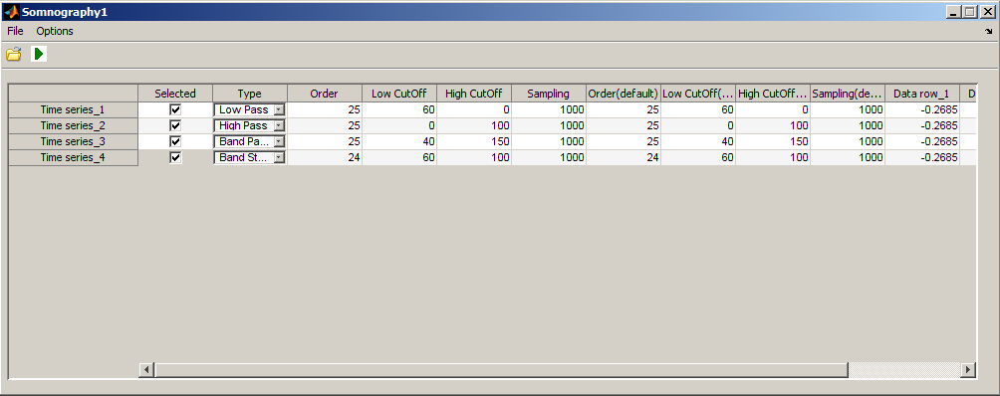 Somnography1
File Options
Selected Type Order Low CutOff High CutOff Sampling Order(default) Low CutOff(... High CutOff... Sampling(de... Data row_1 D
Time series_1 Low Pass 25 60 0 1000 25 60 0 1000 -0.2685
Time series_2 High Pass 25 0 100 1000 25 0 100 1000 -0.2685
Time series_3 Band Pa... 25 40 150 1000 25 40 150 1000 -0.2685
Time series_4 Band St... 24 60 100 1000 24 60 100 1000 -0.2685